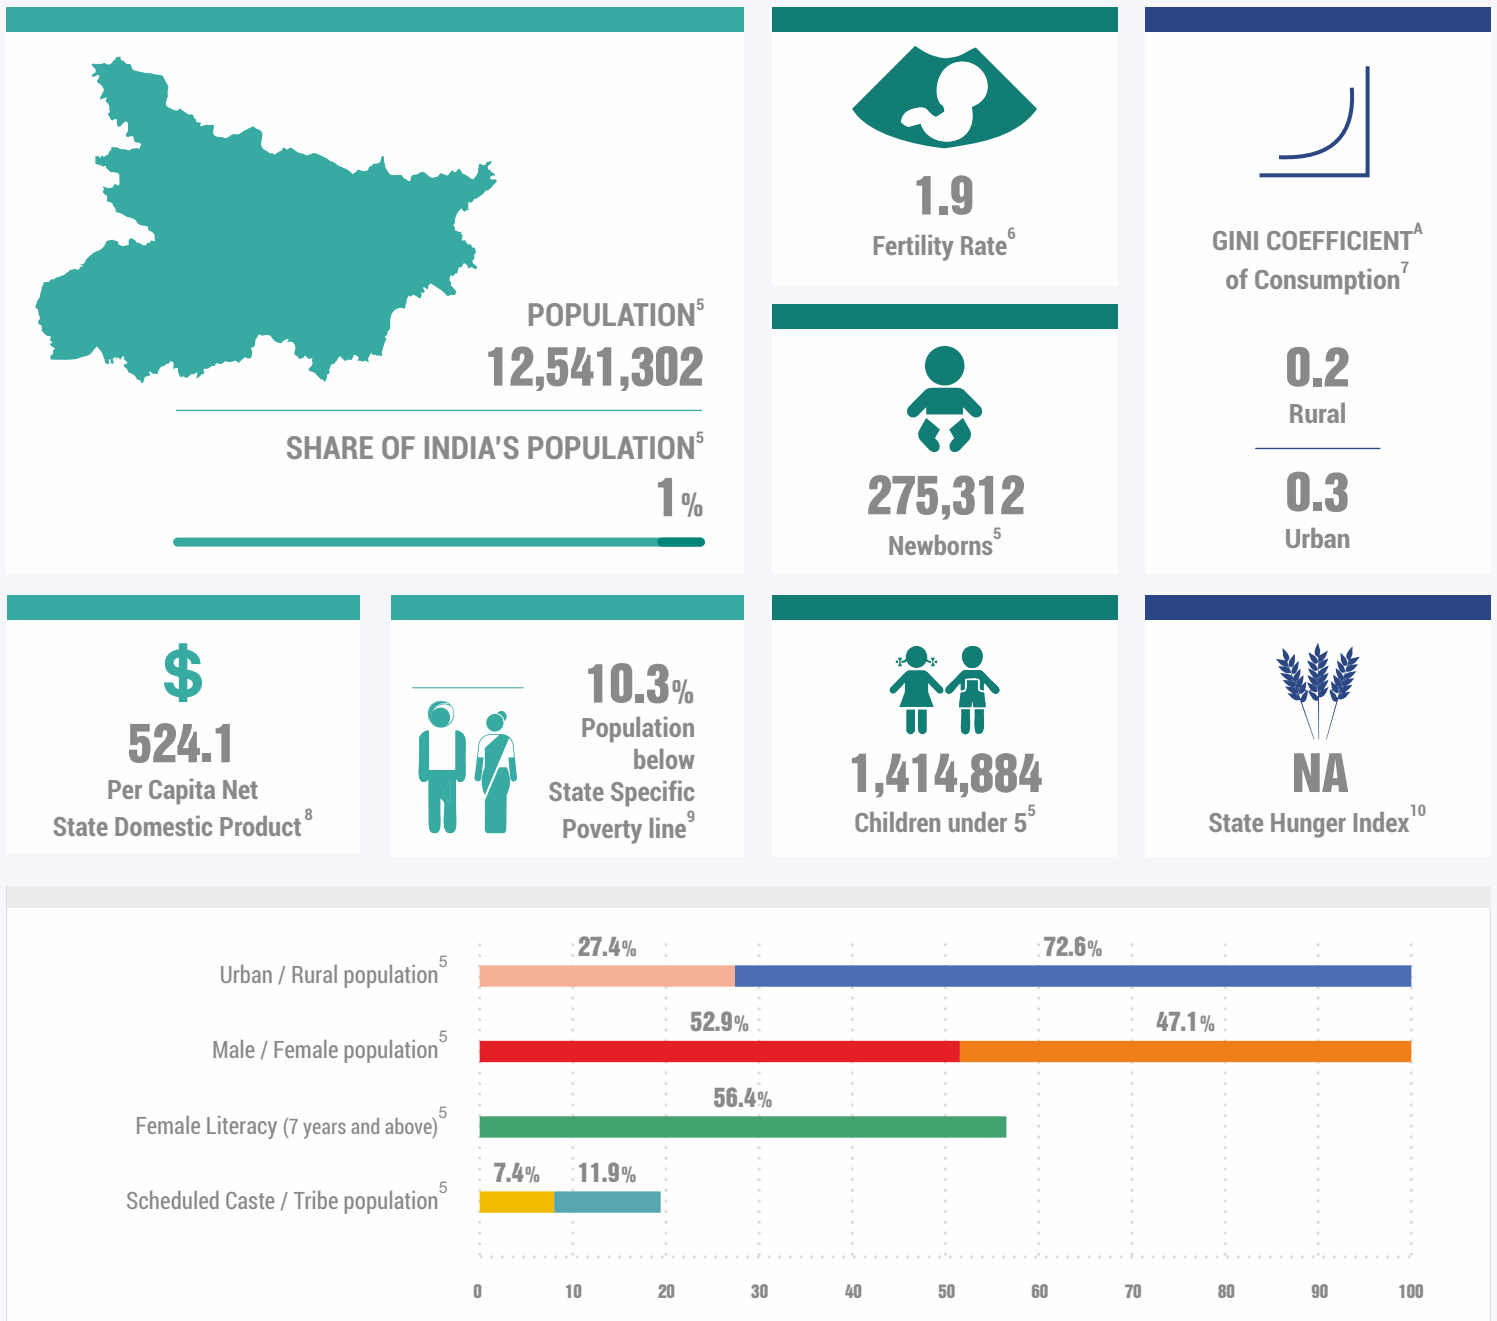 POPULATION5
12,541,302
SHARE OF INDIA'S POPULATION5
1 %
1.9
Fertility Rate6
275,312
Newborns5
GINI COEFFICIENTA
of Consumption7
0.2
Rural
0.3
Urban
$
524.1
Per Capita Net
State Domestic Product8
10.3%
Population
below
State Specific
Poverty line9
1,414,884
Children under 55
NA
State Hunger Index10
27.4% 72.6%
Urban / Rural population5
52.9% 47.1%
Male / Female population5
56.4%
Female Literacy (7 years and above)5
7.4% 11.9%
Scheduled Caste / Tribe population5
0 10 20 30 40 50 60 70 80 90 100